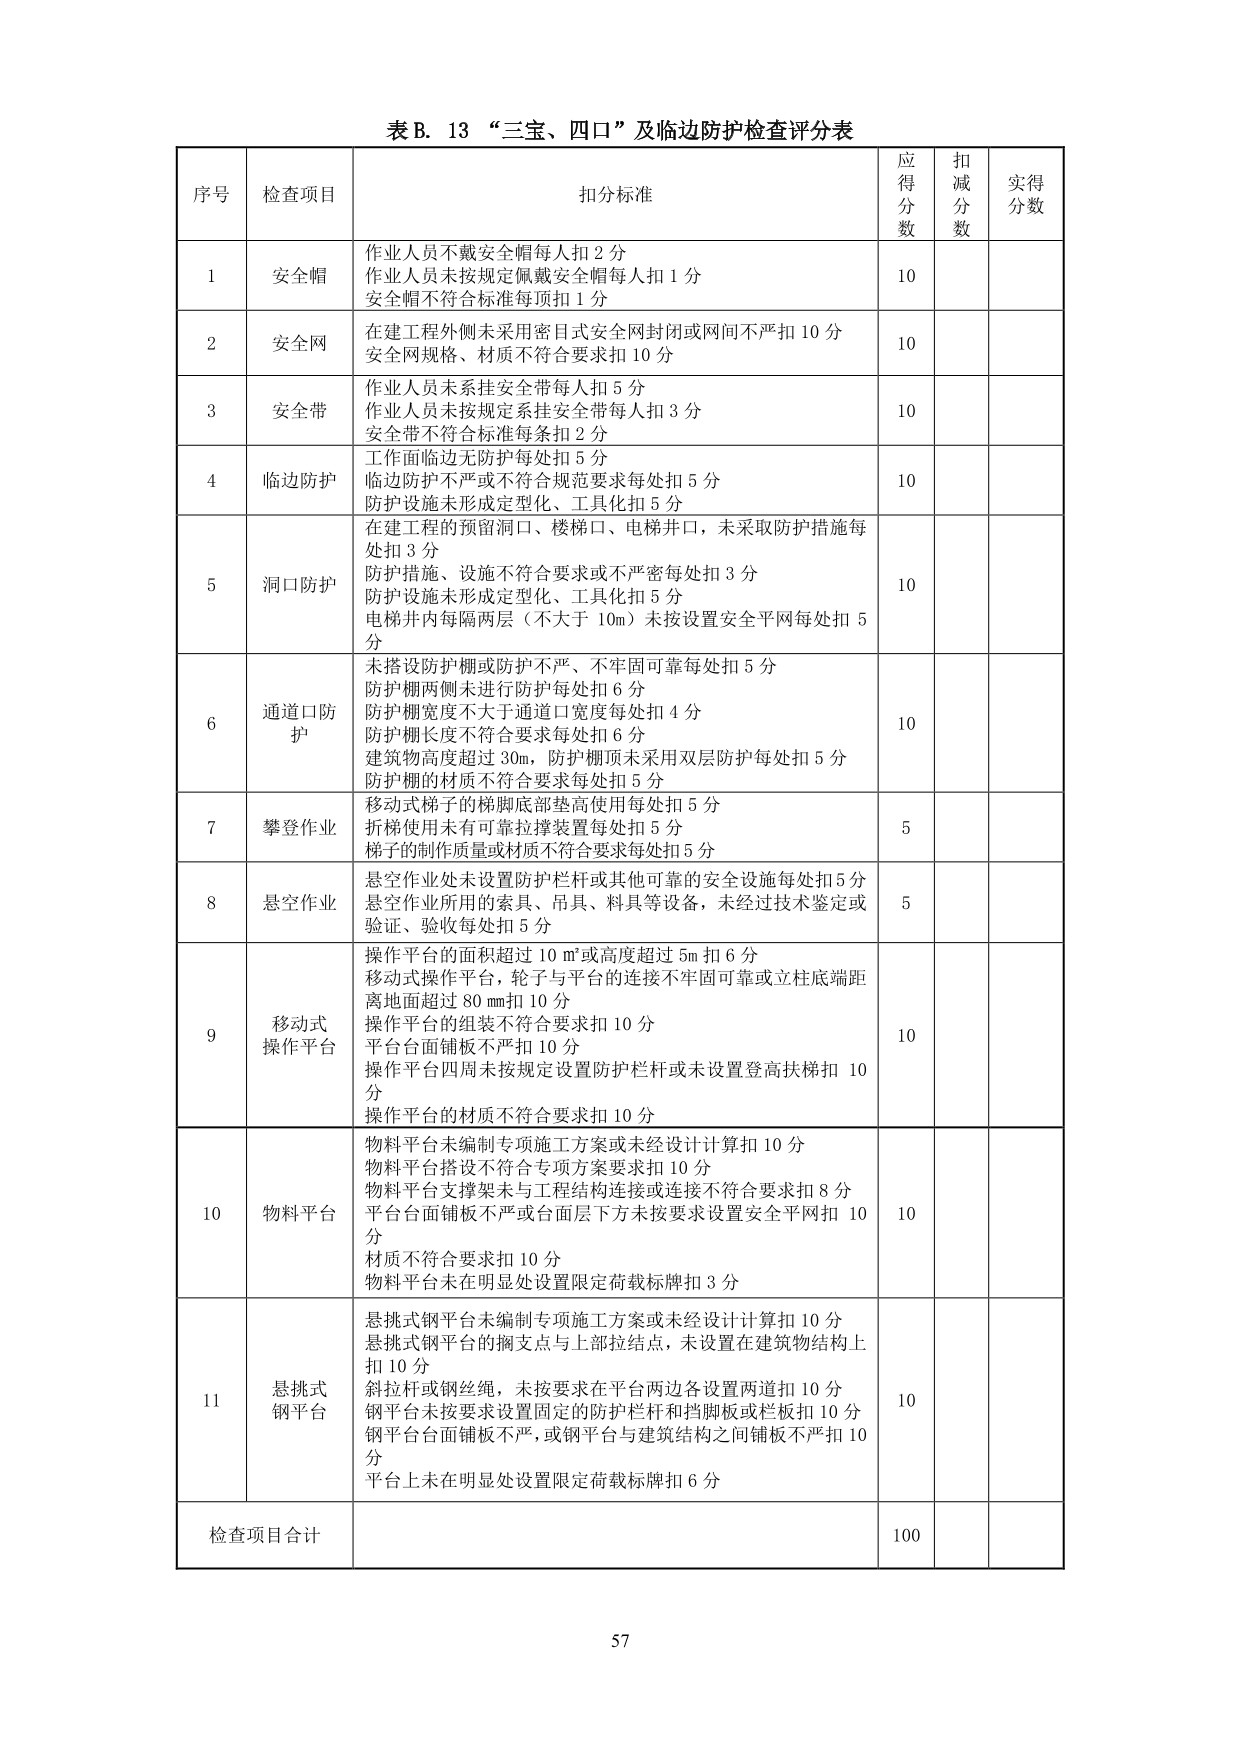 表 B．13 “三宝、四口”及临边防护检查评分表
序号
检查项目
扣分标准
应
得
分
数
扣
减
分
数
实得
分数
1
安全帽
作业人员不戴安全帽每人扣 2 分
作业人员未按规定佩戴安全帽每人扣 1 分
安全帽不符合标准每顶扣 1 分
10
2
安全网
在建工程外侧未采用密目式安全网封闭或网间不严扣 10 分
安全网规格、材质不符合要求扣 10 分
10
3
安全带
作业人员未系挂安全带每人扣 5 分
作业人员未按规定系挂安全带每人扣 3 分
安全带不符合标准每条扣 2 分
10
4
临边防护
工作面临边无防护每处扣 5 分
临边防护不严或不符合规范要求每处扣 5 分
防护设施未形成定型化、工具化扣 5 分
10
5
洞口防护
在建工程的预留洞口、楼梯口、电梯井口，未采取防护措施每
处扣 3 分
防护措施、设施不符合要求或不严密每处扣 3 分
防护设施未形成定型化、工具化扣 5 分
电梯井内每隔两层（不大于 10m）未按设置安全平网每处扣 5
分
10
6
通道口防
护
未搭设防护棚或防护不严、不牢固可靠每处扣 5 分
防护棚两侧未进行防护每处扣 6 分
防护棚宽度不大于通道口宽度每处扣 4 分
防护棚长度不符合要求每处扣 6 分
建筑物高度超过 30m，防护棚顶未采用双层防护每处扣 5 分
防护棚的材质不符合要求每处扣 5 分
10
7
攀登作业
移动式梯子的梯脚底部垫高使用每处扣 5 分
折梯使用未有可靠拉撑装置每处扣 5 分
梯子的制作质量或材质不符合要求每处扣 5 分
5
8
悬空作业
悬空作业处未设置防护栏杆或其他可靠的安全设施每处扣 5 分
悬空作业所用的索具、吊具、料具等设备，未经过技术鉴定或
验证、验收每处扣 5 分
5
9
移动式
操作平台
操作平台的面积超过 10 ㎡或高度超过 5m 扣 6 分
移动式操作平台，轮子与平台的连接不牢固可靠或立柱底端距
离地面超过 80 ㎜扣 10 分
操作平台的组装不符合要求扣 10 分
平台台面铺板不严扣 10 分
操作平台四周未按规定设置防护栏杆或未设置登高扶梯扣 10
分
操作平台的材质不符合要求扣 10 分
10
10
物料平台
物料平台未编制专项施工方案或未经设计计算扣 10 分
物料平台搭设不符合专项方案要求扣 10 分
物料平台支撑架未与工程结构连接或连接不符合要求扣 8 分
平台台面铺板不严或台面层下方未按要求设置安全平网扣 10
分
材质不符合要求扣 10 分
物料平台未在明显处设置限定荷载标牌扣 3 分
10
11
悬挑式
钢平台
悬挑式钢平台未编制专项施工方案或未经设计计算扣 10 分
悬挑式钢平台的搁支点与上部拉结点，未设置在建筑物结构上
扣 10 分
斜拉杆或钢丝绳，未按要求在平台两边各设置两道扣 10 分
钢平台未按要求设置固定的防护栏杆和挡脚板或栏板扣 10 分
钢平台台面铺板不严，或钢平台与建筑结构之间铺板不严扣 10
分
平台上未在明显处设置限定荷载标牌扣 6 分
10
检查项目合计
100
57